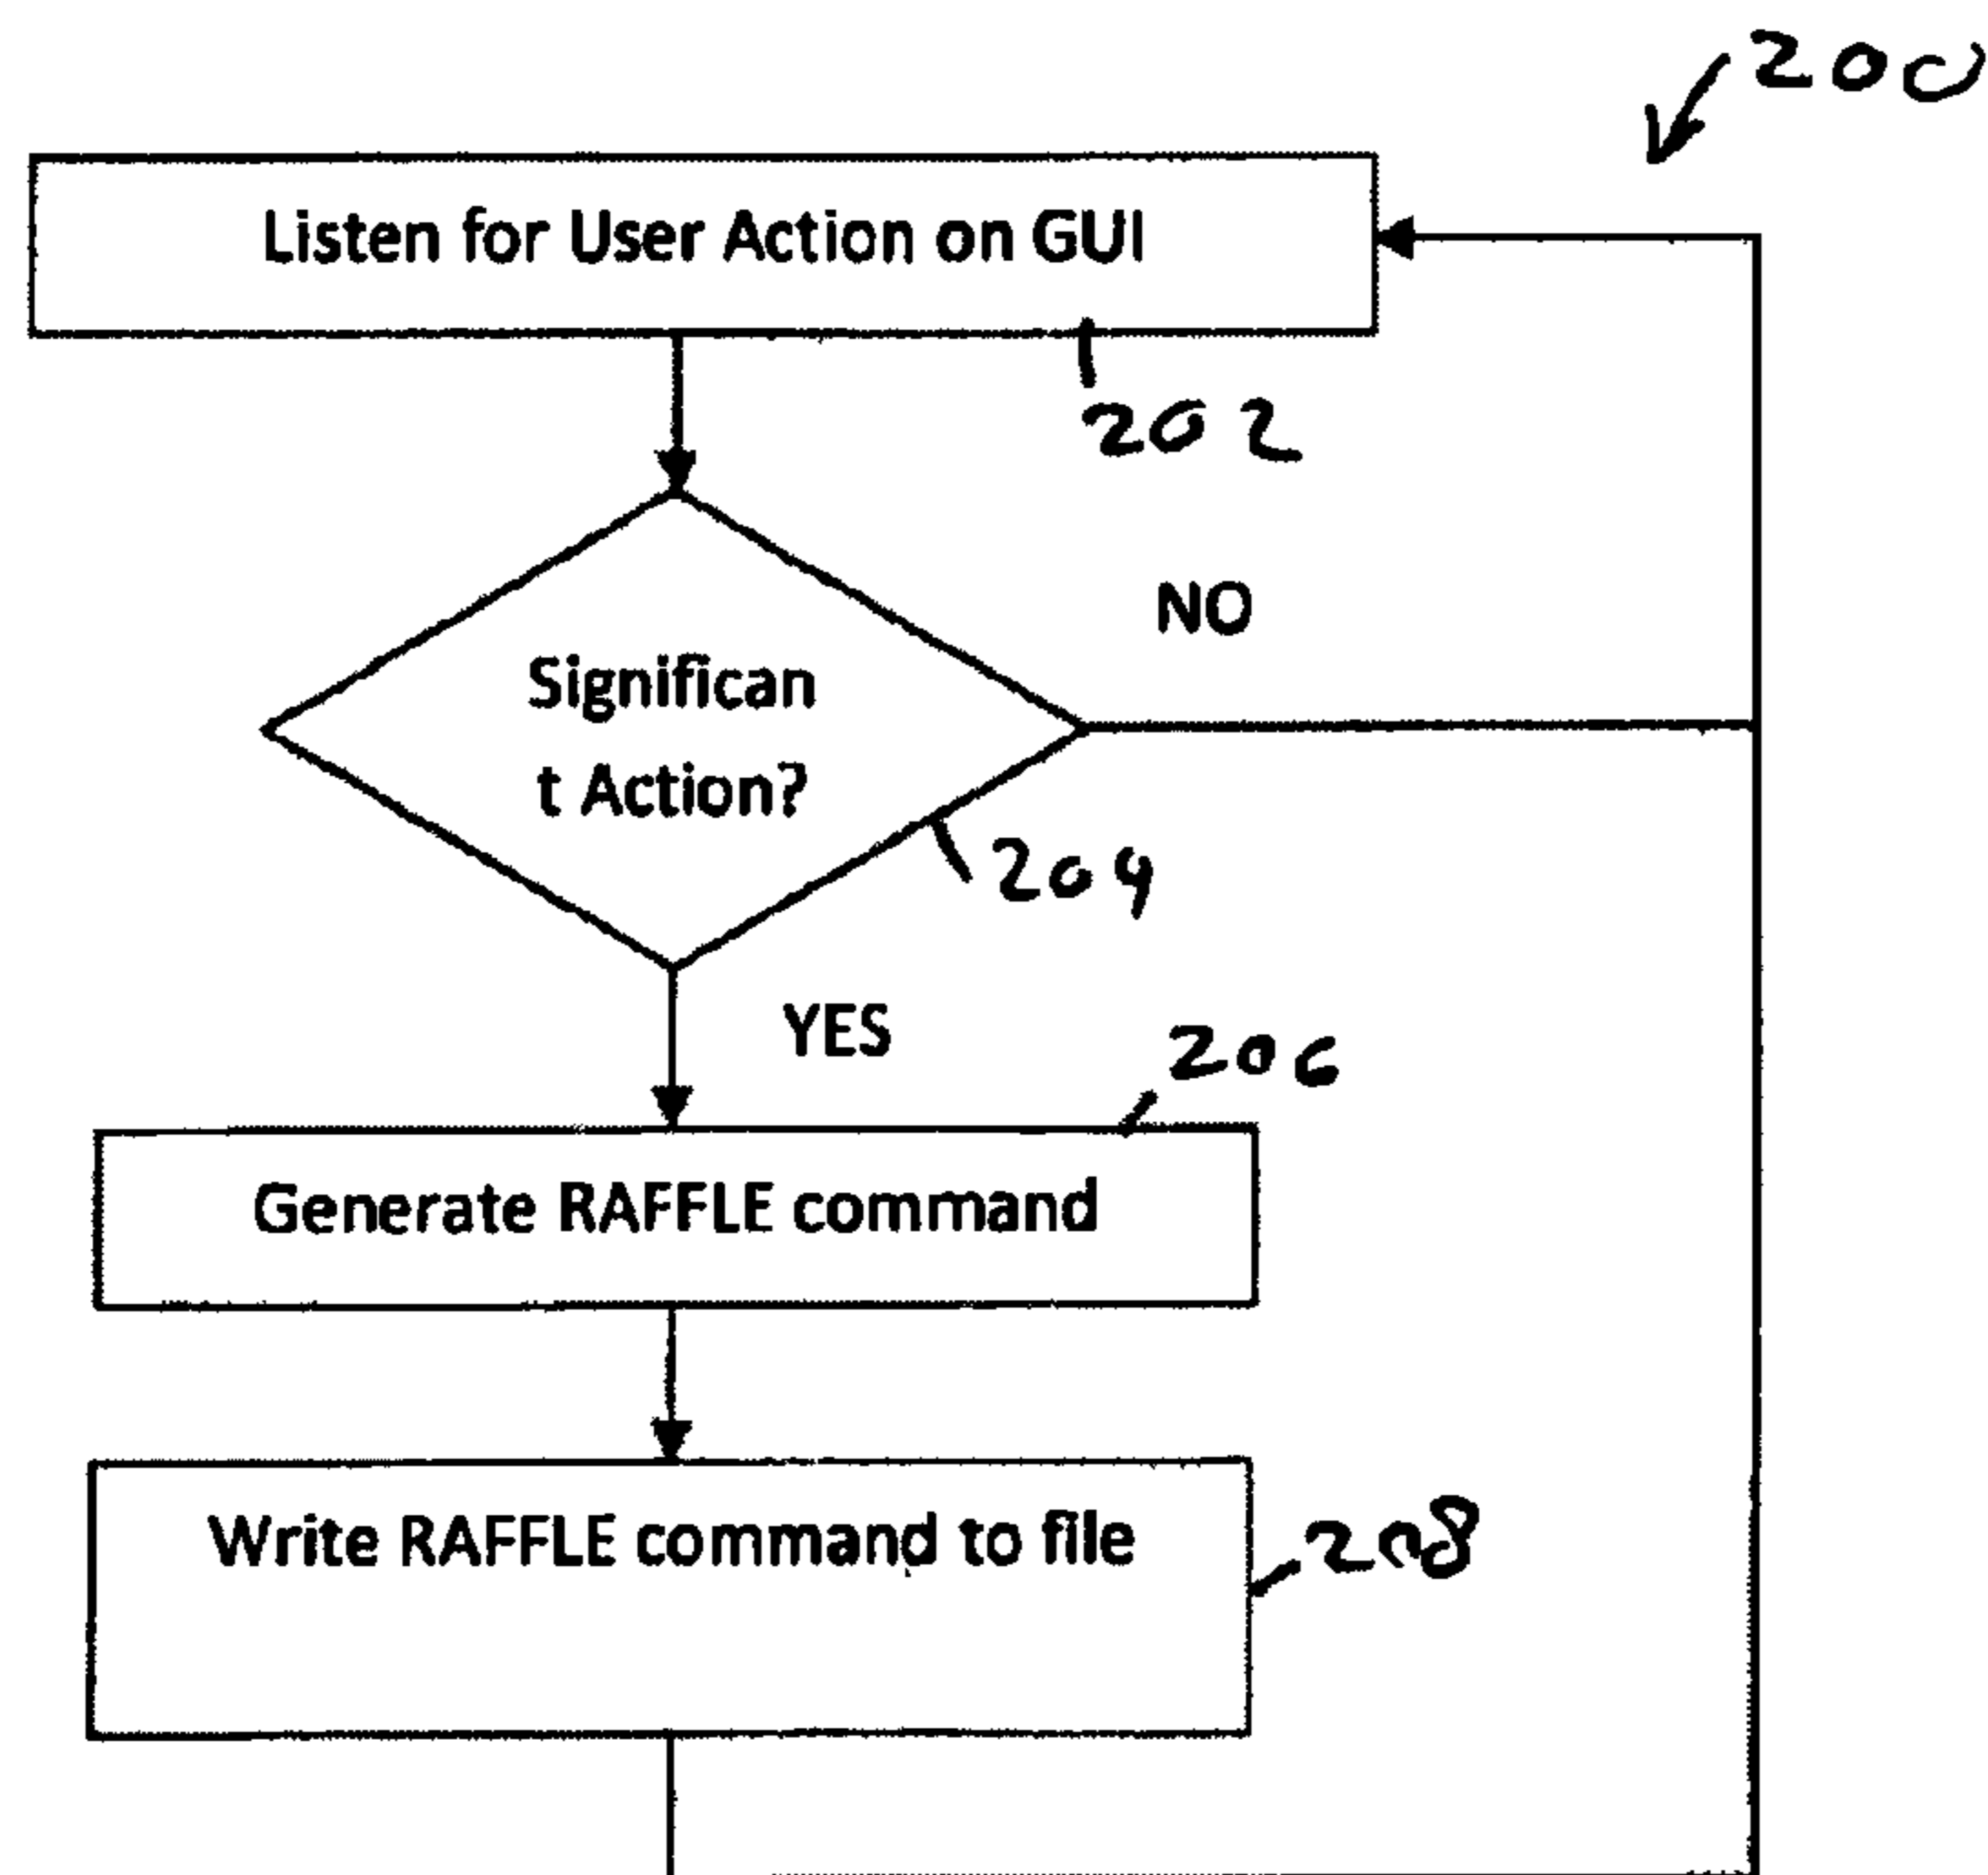 200
Listen for User Action on GUI
202
NO
Significan
t Action?
204
YES
206
Generate RAFFLE command
Write RAFFLE command to file
208